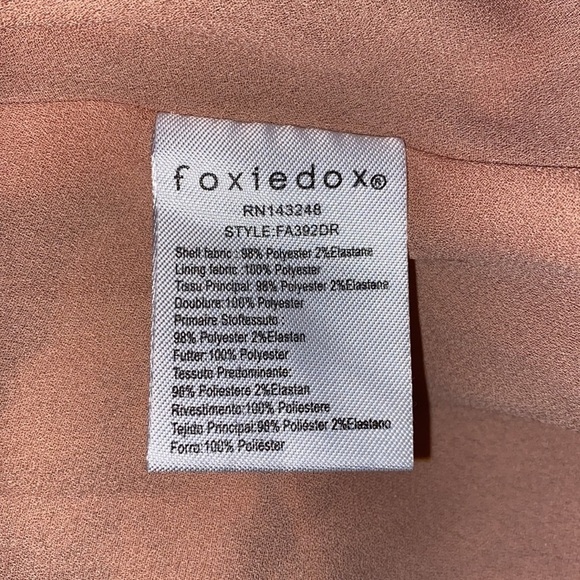 foxiedox®
RN143248
STYLE:FA392DR
Shell fabric : 98% Polyester 2%Elastane
Lining fabric :100% Polyester
Tissu Principal: 98% Polyester 2%Elastane
Doublure:100% Polyester
Primaire Stoftessuto :
98% Polyester 2%Elastan
Futter:100% Polyester
Tessuto Predominante:
98% Poliestere 2%Elastan
Rivestimento:100% Poliestere
Tejido Principal:98% Poliéster 2%Elastano
Forro:100% Poliéster